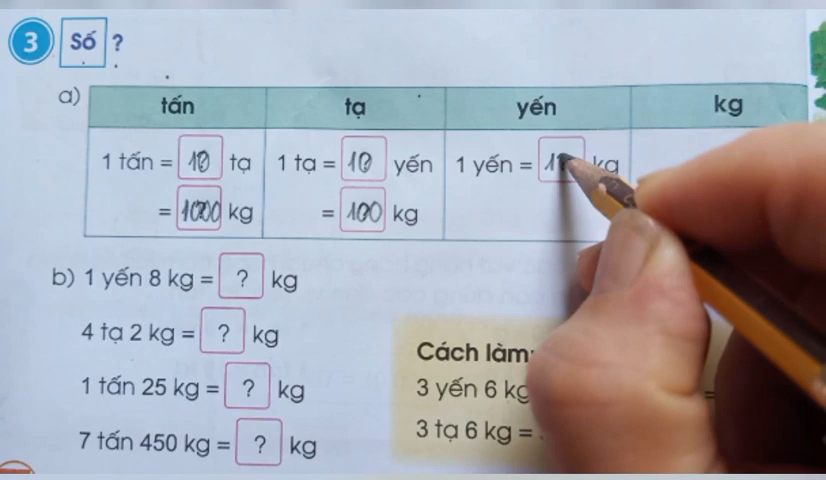 3 Số ?
a) tấn tạ yến kg
1 tấn = 10 tạ 1 tạ = 10 yến 1 yến = kg
= 1000 kg = 100 kg
b) 1 yến 8 kg = ? kg
4 tạ 2 kg = ? kg
1 tấn 25 kg = ? kg
7 tấn 450 kg = ? kg
Cách làm
3 yến 6 kg =
3 tạ 6 kg =